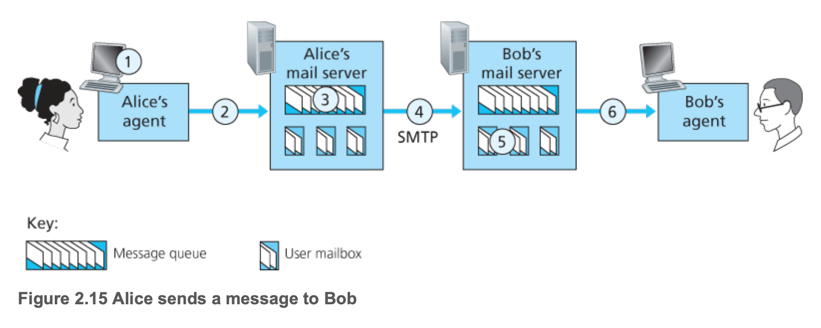 1
Alice's
agent
2
Alice's
mail server
3
4
SMTP
Bob's
mail server
5
6
Bob's
agent
Key:
Message queue
User mailbox
Figure 2.15 Alice sends a message to Bob